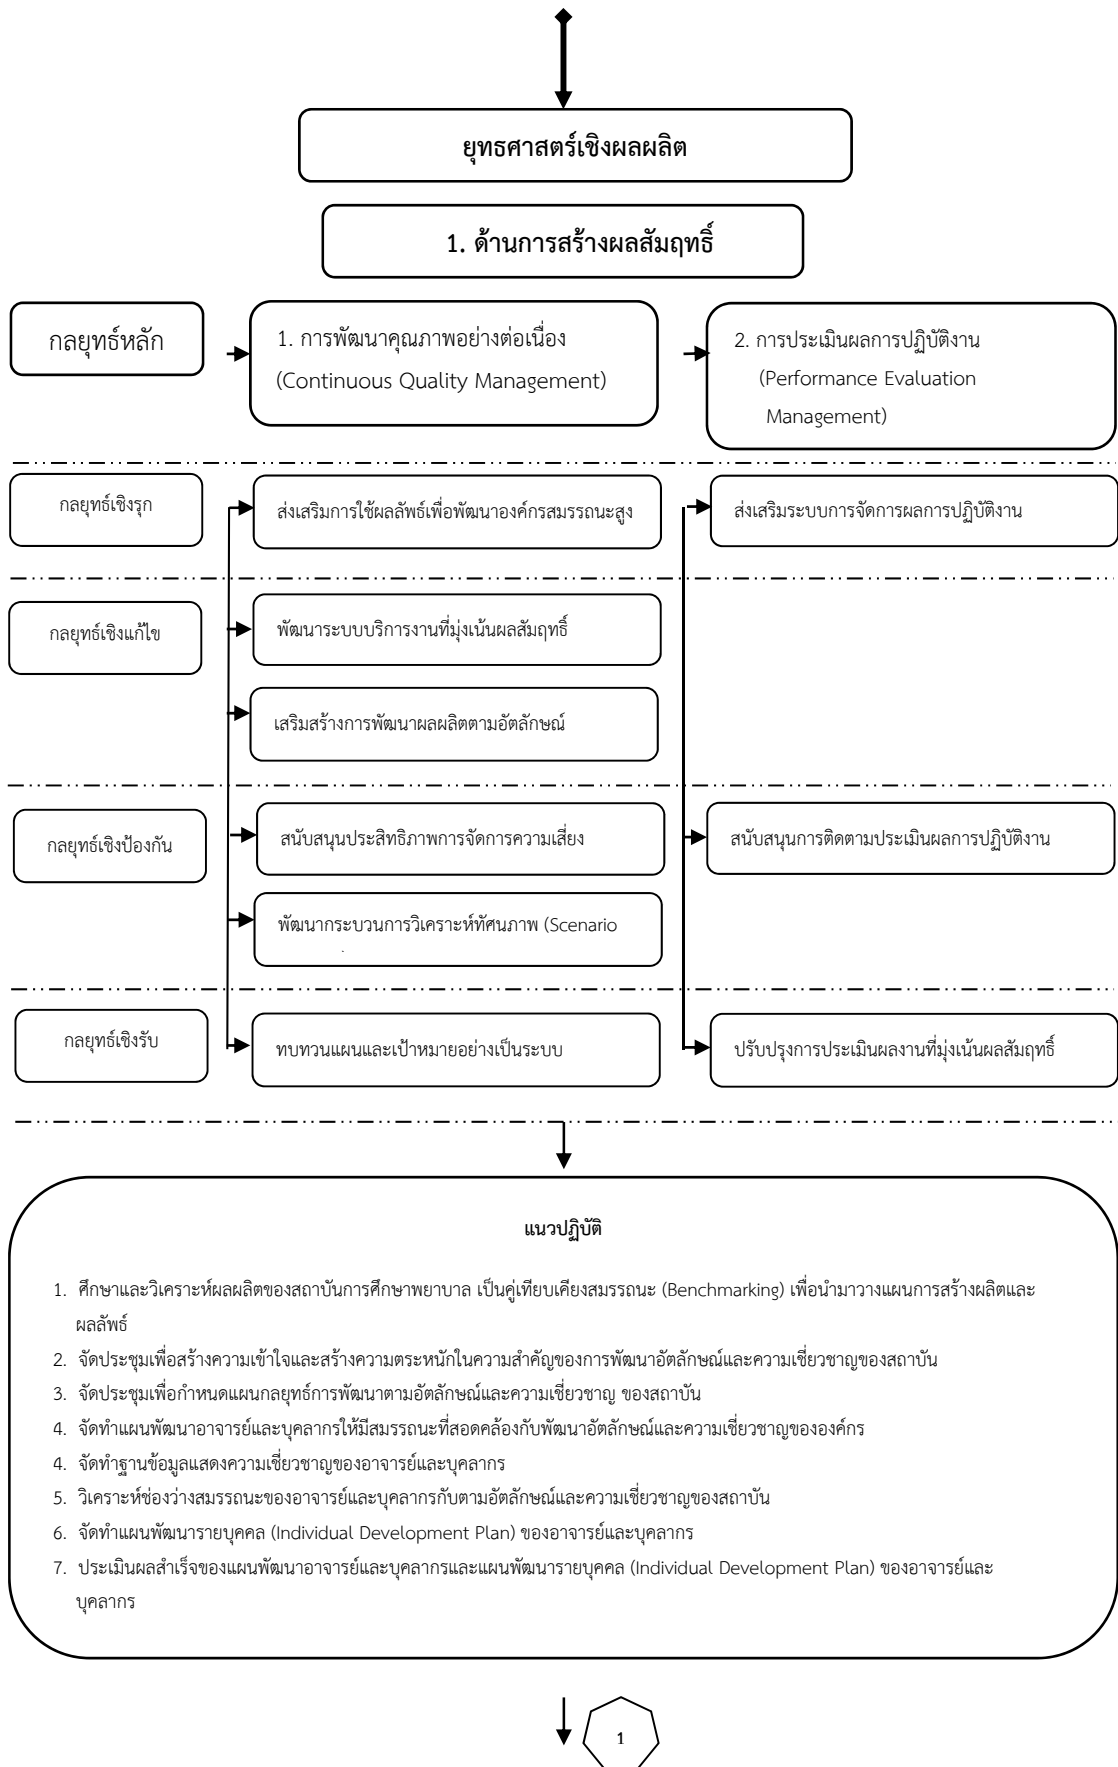 ยุทธศาสตร์เชิงผลผลิต
1. ด้านการสร้างผลสัมฤทธิ์
กลยุทธ์หลัก
1. การพัฒนาคุณภาพอย่างต่อเนื่อง
(Continuous Quality Management)
2. การประเมินผลการปฏิบัติงาน
(Performance Evaluation
Management)
กลยุทธ์เชิงรุก
ส่งเสริมการใช้ผลลัพธ์เพื่อพัฒนาองค์กรสมรรถนะสูง
ส่งเสริมระบบการจัดการผลการปฏิบัติงาน
กลยุทธ์เชิงแก้ไข
พัฒนาระบบบริการงานที่มุ่งเน้นผลสัมฤทธิ์
เสริมสร้างการพัฒนาผลผลิตตามอัตลักษณ์
กลยุทธ์เชิงป้องกัน
สนับสนุนประสิทธิภาพการจัดการความเสี่ยง
สนับสนุนการติดตามประเมินผลการปฏิบัติงาน
พัฒนากระบวนการวิเคราะห์ทัศนภาพ (Scenario
กลยุทธ์เชิงรับ
ทบทวนแผนและเป้าหมายอย่างเป็นระบบ
ปรับปรุงการประเมินผลงานที่มุ่งเน้นผลสัมฤทธิ์
แนวปฏิบัติ
1. ศึกษาและวิเคราะห์ผลผลิตของสถาบันการศึกษาพยาบาล เป็นคู่เทียบเคียงสมรรถนะ (Benchmarking) เพื่อนำมาวางแผนการสร้างผลิตและ
ผลลัพธ์
2. จัดประชุมเพื่อสร้างความเข้าใจและสร้างความตระหนักในความสำคัญของการพัฒนาอัตลักษณ์และความเชี่ยวชาญของสถาบัน
3. จัดประชุมเพื่อกำหนดแผนกลยุทธ์การพัฒนาตามอัตลักษณ์และความเชี่ยวชาญ ของสถาบัน
4. จัดทำแผนพัฒนาอาจารย์และบุคลากรให้มีสมรรถนะที่สอดคล้องกับพัฒนาอัตลักษณ์และความเชี่ยวชาญขององค์กร
4. จัดทำฐานข้อมูลแสดงความเชี่ยวชาญของอาจารย์และบุคลากร
5. วิเคราะห์ช่องว่างสมรรถนะของอาจารย์และบุคลากรกับตามอัตลักษณ์และความเชี่ยวชาญของสถาบัน
6. จัดทำแผนพัฒนารายบุคคล (Individual Development Plan) ของอาจารย์และบุคลากร
7. ประเมินผลสำเร็จของแผนพัฒนาอาจารย์และบุคลากรและแผนพัฒนารายบุคคล (Individual Development Plan) ของอาจารย์และ
บุคลากร
1